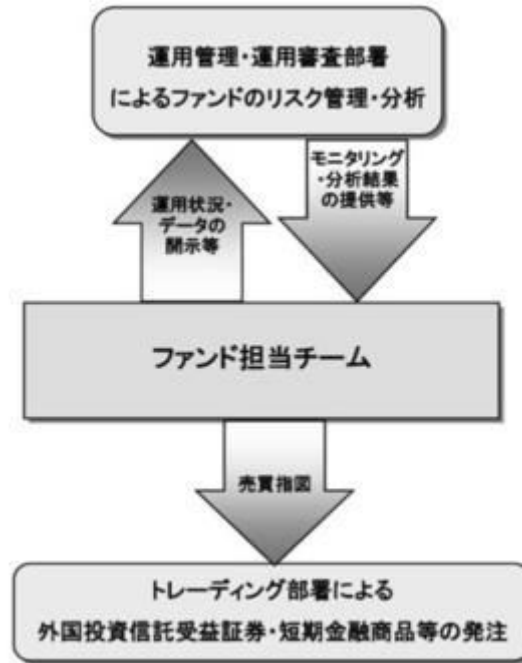 運用管理・運用審査部署
によるファンドのリスク管理・分析
運用状況・
データの
開示等
モニタリング
・分析結果
の提供等
ファンド担当チーム
売買指図
トレーディング部署による
外国投資信託受益証券・短期金融商品等の発注